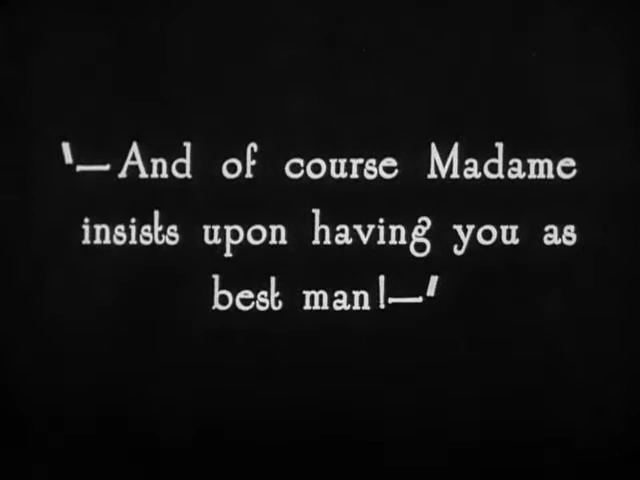 '—And of course Madame
insists upon having you as
best man!—'